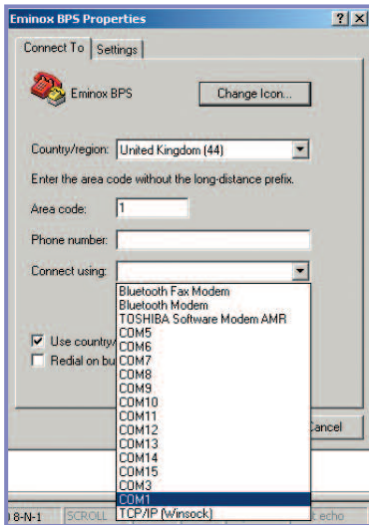 Eminox BPS Properties
Connect To Settings
Eminox BPS Change Icon...
Country/region: United Kingdom (44)
Enter the area code without the long-distance prefix.
Area code: 1
Phone number:
Connect using:
Bluetooth Fax Modem
Bluetooth Modem
TOSHIBA Software Modem AMR
COM5
Use country/ COM6
COM7
Redial on bu COM8
COM9
COM10
COM11
COM12 Cancel
COM13
COM14
COM15
COM3
COM1
8-N-1 SCROLL TCP/IP (Winsock) t echo